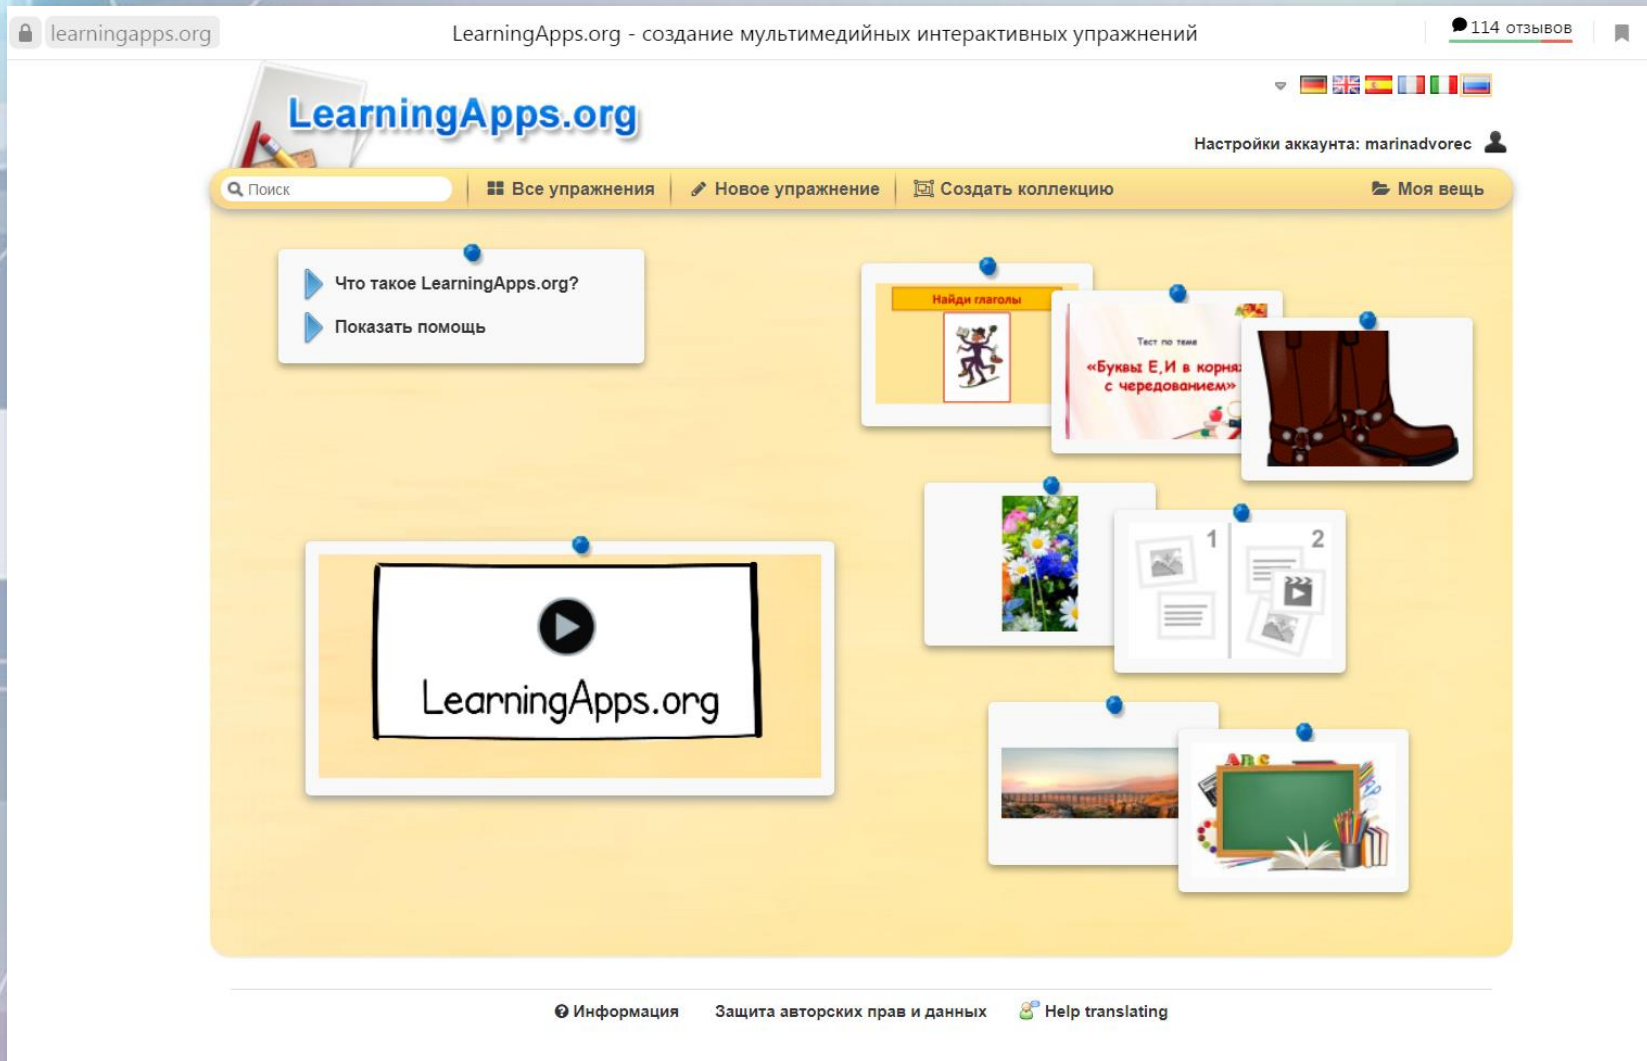 learningapps.org
LearningApps.org - создание мультимедийных интерактивных упражнений
114 отзывов
LearningApps.org
Настройки аккаунта: marinadvorec
Поиск
Все упражнения
Новое упражнение
Создать коллекцию
Моя вещь
Что такое LearningApps.org?
Показать помощь
Найди глаголы
Тест по теме
«Буквы Е,И в корнях
с чередованием»
1
2
LearningApps.org
ABC
Информация
Защита авторских прав и данных
Help translating